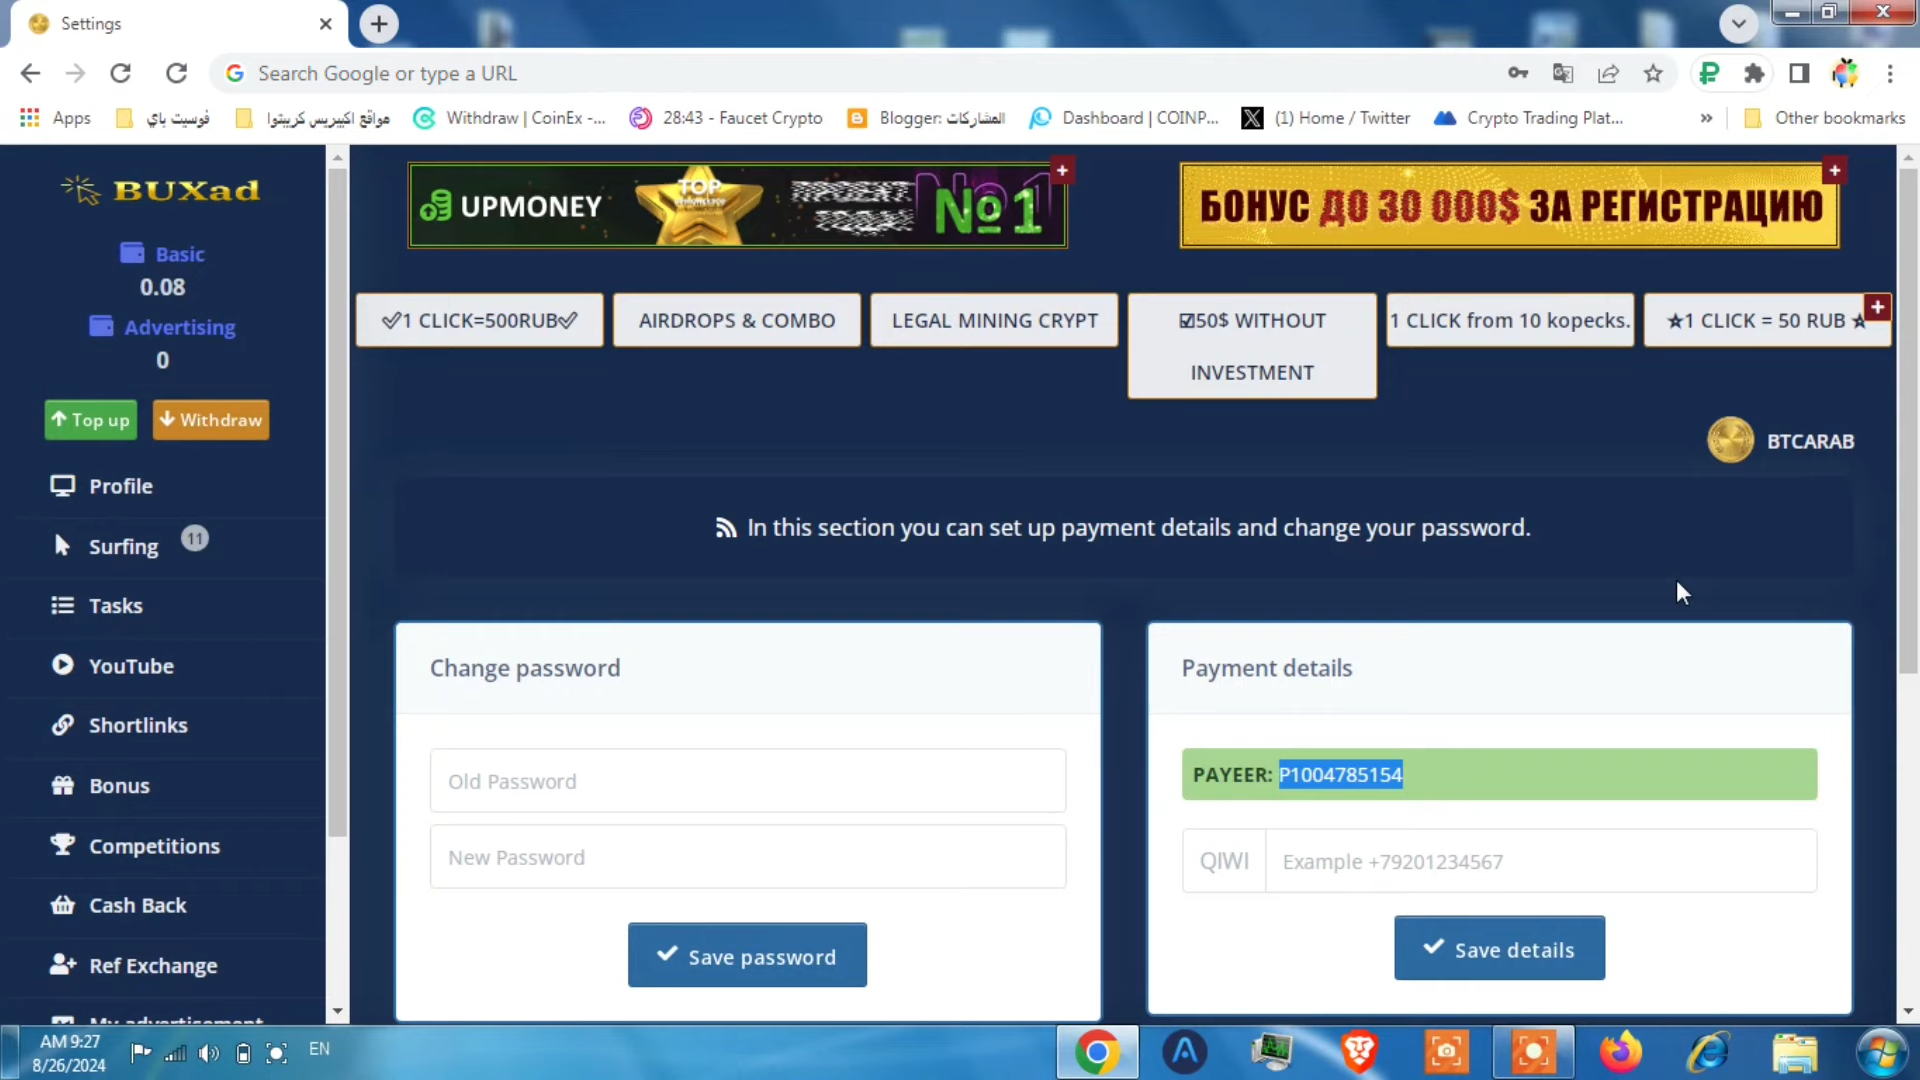 Settings
Search Google or type a URL
Apps
فوسيت باي
مواقع اكبيريس كريبتوا
Withdraw | CoinEx -...
28:43 - Faucet Crypto
Blogger: المشاركات
Dashboard | COINP...
(1) Home / Twitter
Crypto Trading Plat...
»
Other bookmarks
BUXad
Basic
0.08
Advertising
0
Top up
Withdraw
Profile
Surfing 11
Tasks
YouTube
Shortlinks
Bonus
Competitions
Cash Back
Ref Exchange
My advertisement
UPMONEY
TOP
№1
БОНУС ДО 30 000$ ЗА РЕГИСТРАЦИЮ
✅1 CLICK=500RUB✅
AIRDROPS & COMBO
LEGAL MINING CRYPT
☑50$ WITHOUT
INVESTMENT
1 CLICK from 10 kopecks.
★1 CLICK = 50 RUB ★
BTCARAB
In this section you can set up payment details and change your password.
Change password
Old Password
New Password
Save password
Payment details
PAYEER: P1004785154
QIWI
Example +79201234567
Save details
AM 9:27
8/26/2024
EN